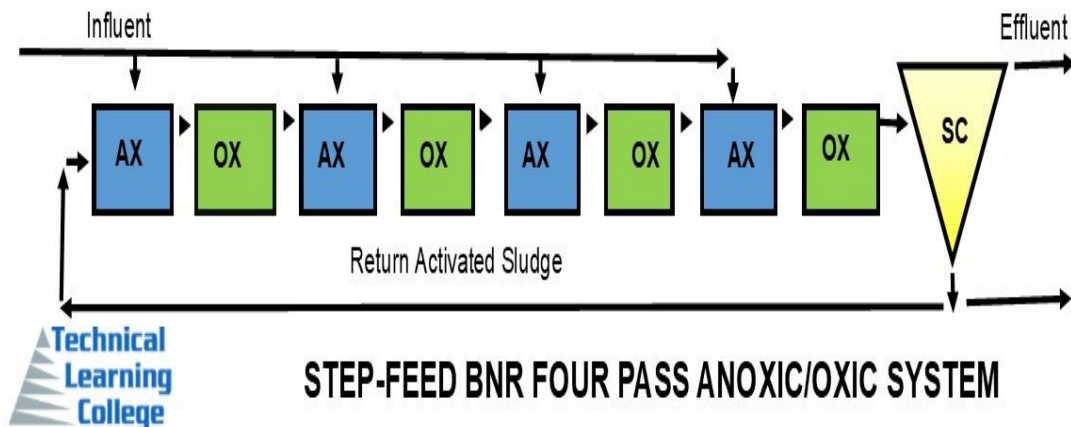 Influent
Effluent
AX
OX
AX
OX
AX
OX
AX
OX
SC
Return Activated Sludge
Technical
Learning
College
STEP-FEED BNR FOUR PASS ANOXIC/OXIC SYSTEM